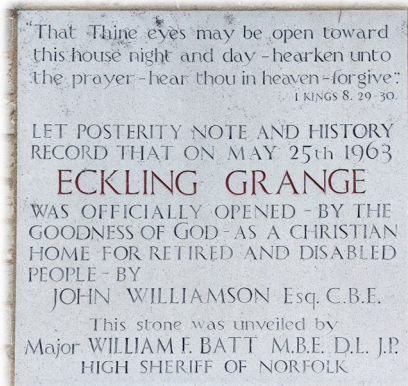 "That Thine eyes may be open toward
this house night and day - hearken unto
the prayer - hear thou in heaven - forgive".
1 KINGS 8. 29-30.
LET POSTERITY NOTE AND HISTORY
RECORD THAT ON MAY 25th 1963
ECKLING GRANGE
WAS OFFICIALLY OPENED - BY THE
GOODNESS OF GOD - AS A CHRISTIAN
HOME FOR RETIRED AND DISABLED
PEOPLE - BY
JOHN WILLIAMSON Esq. C.B.E.
This stone was unveiled by
Major WILLIAM F. BATT M.B.E. D.L. J.P.
HIGH SHERIFF OF NORFOLK